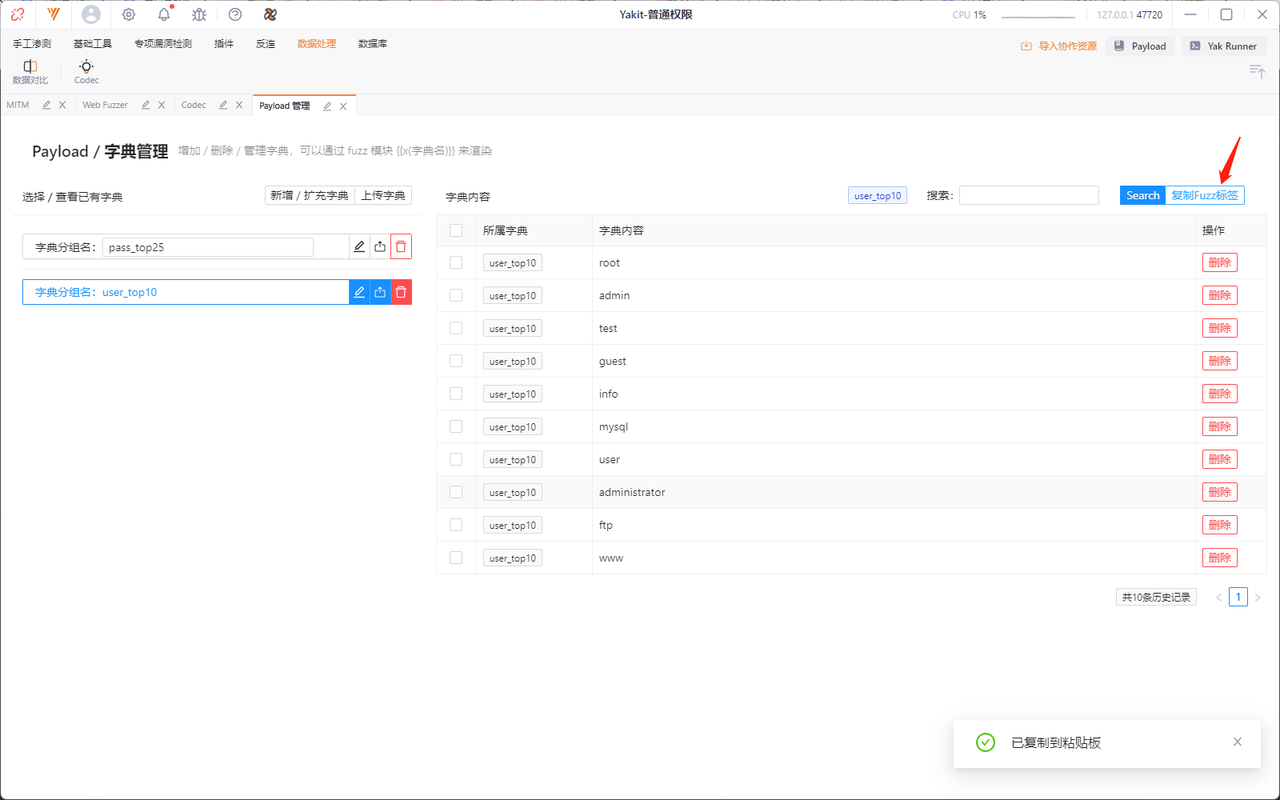 Yakit-普通权限
CPU 1%
127.0.0.1 47720
手工渗测 基础工具 专项漏洞检测 插件 反连 数据处理 数据库
导入协作资源 Payload Yak Runner
数据对比 Codec
MITM Web Fuzzer Codec Payload 管理
Payload / 字典管理 增加 / 删除 / 管理字典，可以通过 fuzz 模块 {{x(字典名)}} 来渲染
选择 / 查看已有字典 新增 / 扩充字典 上传字典
字典内容 user_top10 搜索: Search 复制Fuzz标签
字典分组名: pass_top25
字典分组名: user_top10
所属字典 字典内容 操作
user_top10 root 删除
user_top10 admin 删除
user_top10 test 删除
user_top10 guest 删除
user_top10 info 删除
user_top10 mysql 删除
user_top10 user 删除
user_top10 administrator 删除
user_top10 ftp 删除
user_top10 www 删除
共10条历史记录 < 1 >
已复制到粘贴板